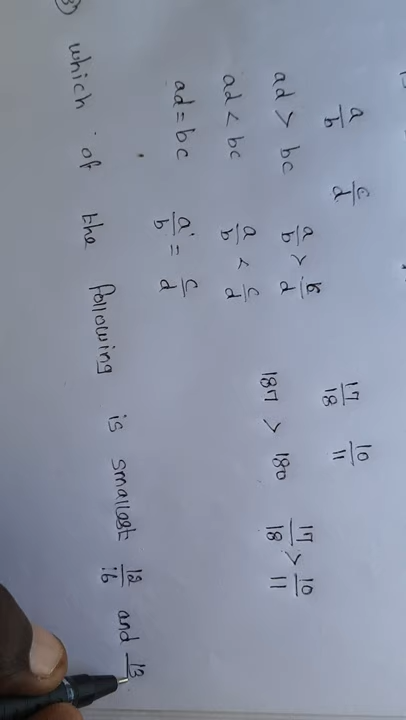 a/b c/d 17/18 10/11
ad > bc a/b > c/d 187 > 180 17/18 > 10/11
ad < bc a/b < c/d
ad = bc a/b = c/d
which of the following is smallest 12/16 and 13